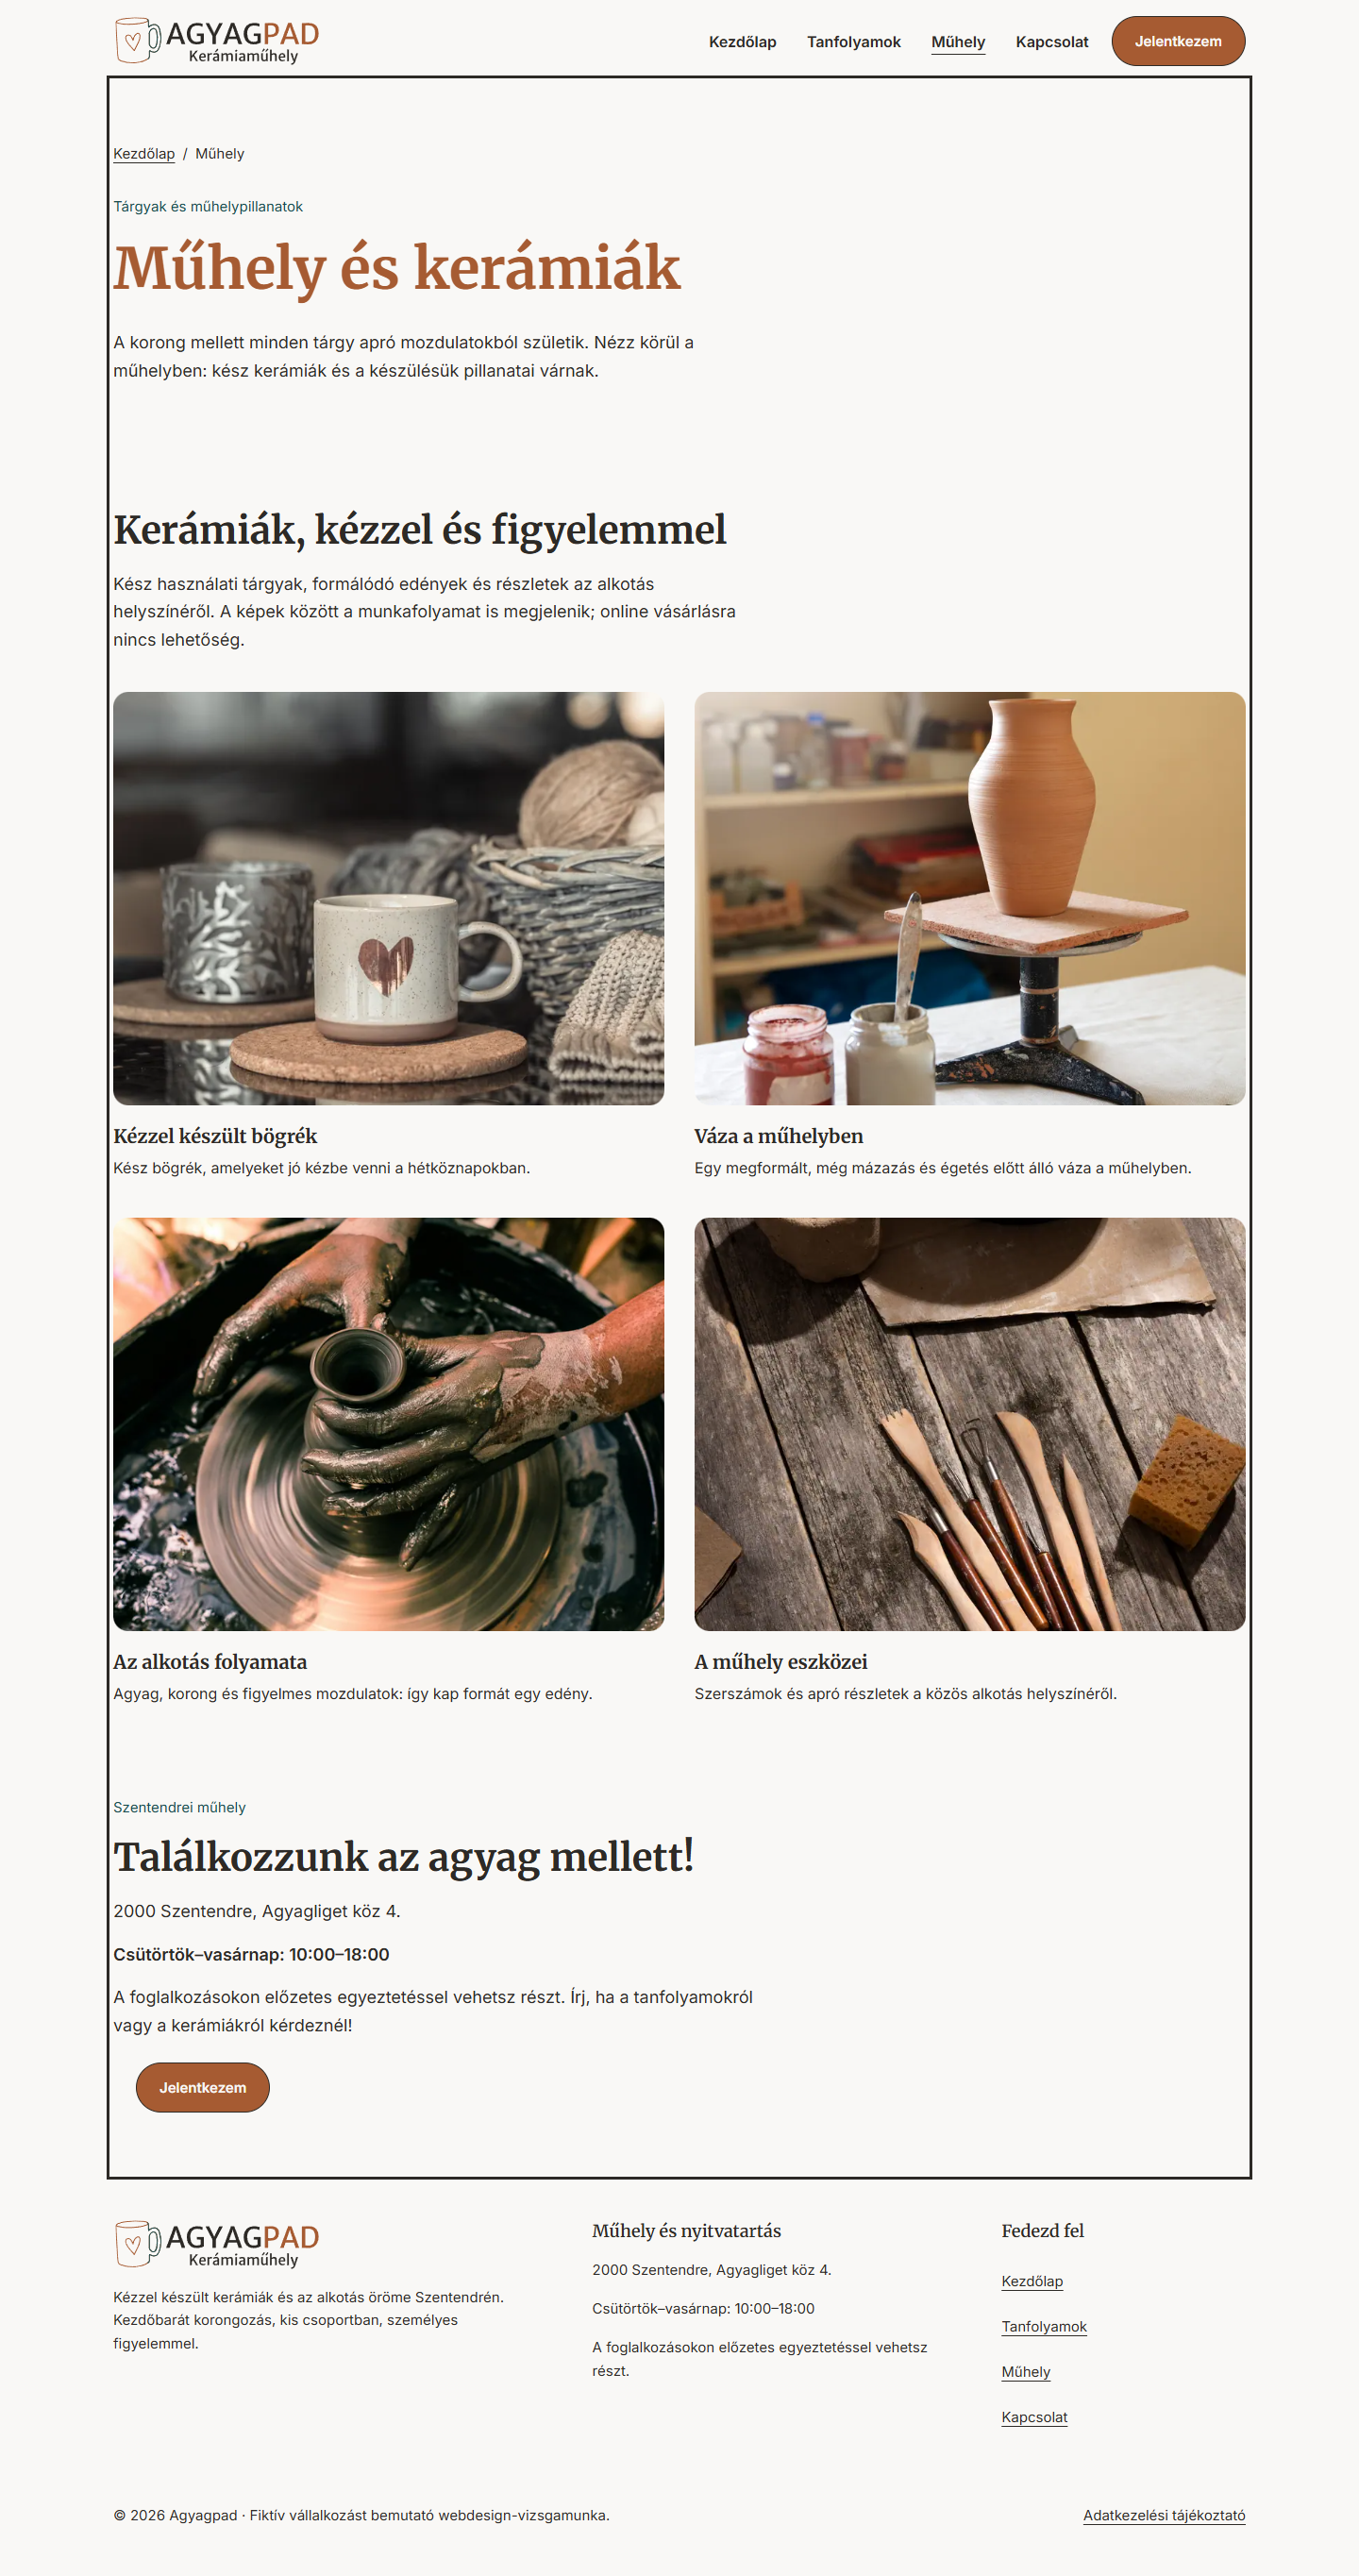 AGYAGPAD
Kerámiaműhely
Kezdőlap Tanfolyamok Műhely Kapcsolat Jelentkezem
Kezdőlap / Műhely
Tárgyak és műhelypillanatok
Műhely és kerámiák
A korong mellett minden tárgy apró mozdulatokból születik. Nézz körül a
műhelyben: kész kerámiák és a készülésük pillanatai várnak.
Kerámiák, kézzel és figyelemmel
Kész használati tárgyak, formálódó edények és részletek az alkotás
helyszínéről. A képek között a munkafolyamat is megjelenik; online vásárlásra
nincs lehetőség.
Kézzel készült bögrék
Kész bögrék, amelyeket jó kézbe venni a hétköznapokban.
Váza a műhelyben
Egy megformált, még mázazás és égetés előtt álló váza a műhelyben.
Az alkotás folyamata
Agyag, korong és figyelmes mozdulatok: így kap formát egy edény.
A műhely eszközei
Szerszámok és apró részletek a közös alkotás helyszínéről.
Szentendrei műhely
Találkozzunk az agyag mellett!
2000 Szentendre, Agyagliget köz 4.
Csütörtök–vasárnap: 10:00–18:00
A foglalkozásokon előzetes egyeztetéssel vehetsz részt. Írj, ha a tanfolyamokról
vagy a kerámiákról kérdeznél!
Jelentkezem
AGYAGPAD
Kerámiaműhely
Kézzel készült kerámiák és az alkotás öröme Szentendrén.
Kezdőbarát korongozás, kis csoportban, személyes
figyelemmel.
Műhely és nyitvatartás
2000 Szentendre, Agyagliget köz 4.
Csütörtök–vasárnap: 10:00–18:00
A foglalkozásokon előzetes egyeztetéssel vehetsz
részt.
Fedezd fel
Kezdőlap
Tanfolyamok
Műhely
Kapcsolat
© 2026 Agyagpad · Fiktív vállalkozást bemutató webdesign-vizsgamunka.
Adatkezelési tájékoztató